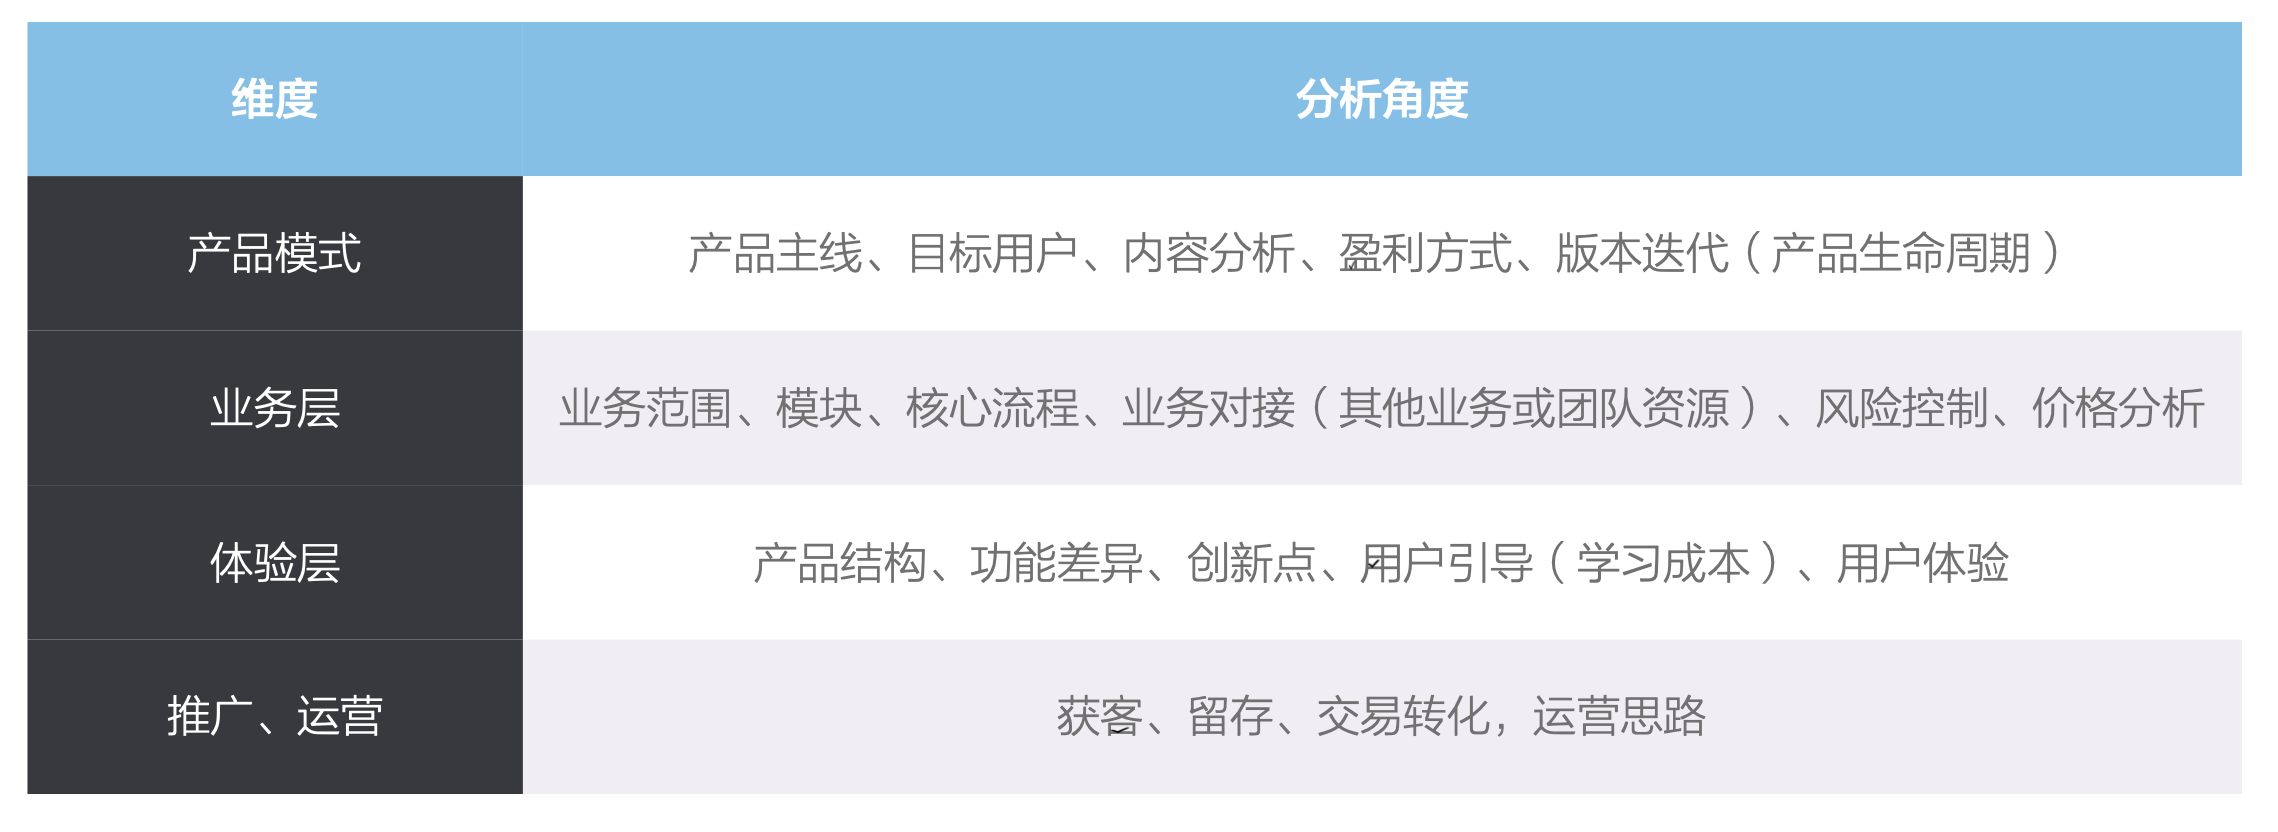 维度 分析角度
产品模式 产品主线、目标用户、内容分析、盈利方式、版本迭代（产品生命周期）
业务层 业务范围、模块、核心流程、业务对接（其他业务或团队资源）、风险控制、价格分析
体验层 产品结构、功能差异、创新点、用户引导（学习成本）、用户体验
推广、运营 获客、留存、交易转化，运营思路